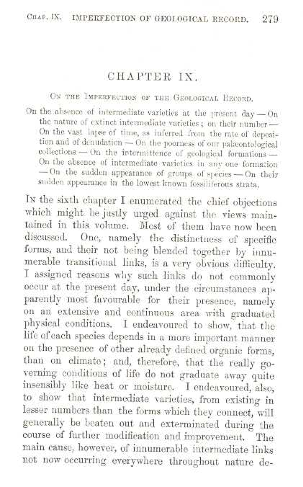 CHAP. IX. IMPERFECTION OF GEOLOGICAL RECORD. 279
CHAPTER IX.
ON THE IMPERFECTION OF THE GEOLOGICAL RECORD.
On the absence of intermediate varieties at the present day — On
the nature of extinct intermediate varieties; on their number —
On the vast lapse of time, as inferred from the rate of deposi-
tion and of denudation — On the poorness of our palæontological
collections — On the intermittence of geological formations —
On the absence of intermediate varieties in any one formation
— On the sudden appearance of groups of species — On their
sudden appearance in the lowest known fossiliferous strata.
IN the sixth chapter I enumerated the chief objections
which might be justly urged against the views main-
tained in this volume. Most of them have now been
discussed. One, namely the distinctness of specific
forms, and their not being blended together by innu-
merable transitional links, is a very obvious difficulty.
I assigned reasons why such links do not commonly
occur at the present day, under the circumstances ap-
parently most favourable for their presence, namely
on an extensive and continuous area with graduated
physical conditions. I endeavoured to show, that the
life of each species depends in a more important manner
on the presence of other already defined organic forms,
than on climate; and, therefore, that the really go-
verning conditions of life do not graduate away quite
insensibly like heat or moisture. I endeavoured, also,
to show that intermediate varieties, from existing in
lesser numbers than the forms which they connect, will
generally be beaten out and exterminated during the
course of further modification and improvement. The
main cause, however, of innumerable intermediate links
not now occurring everywhere throughout nature de-